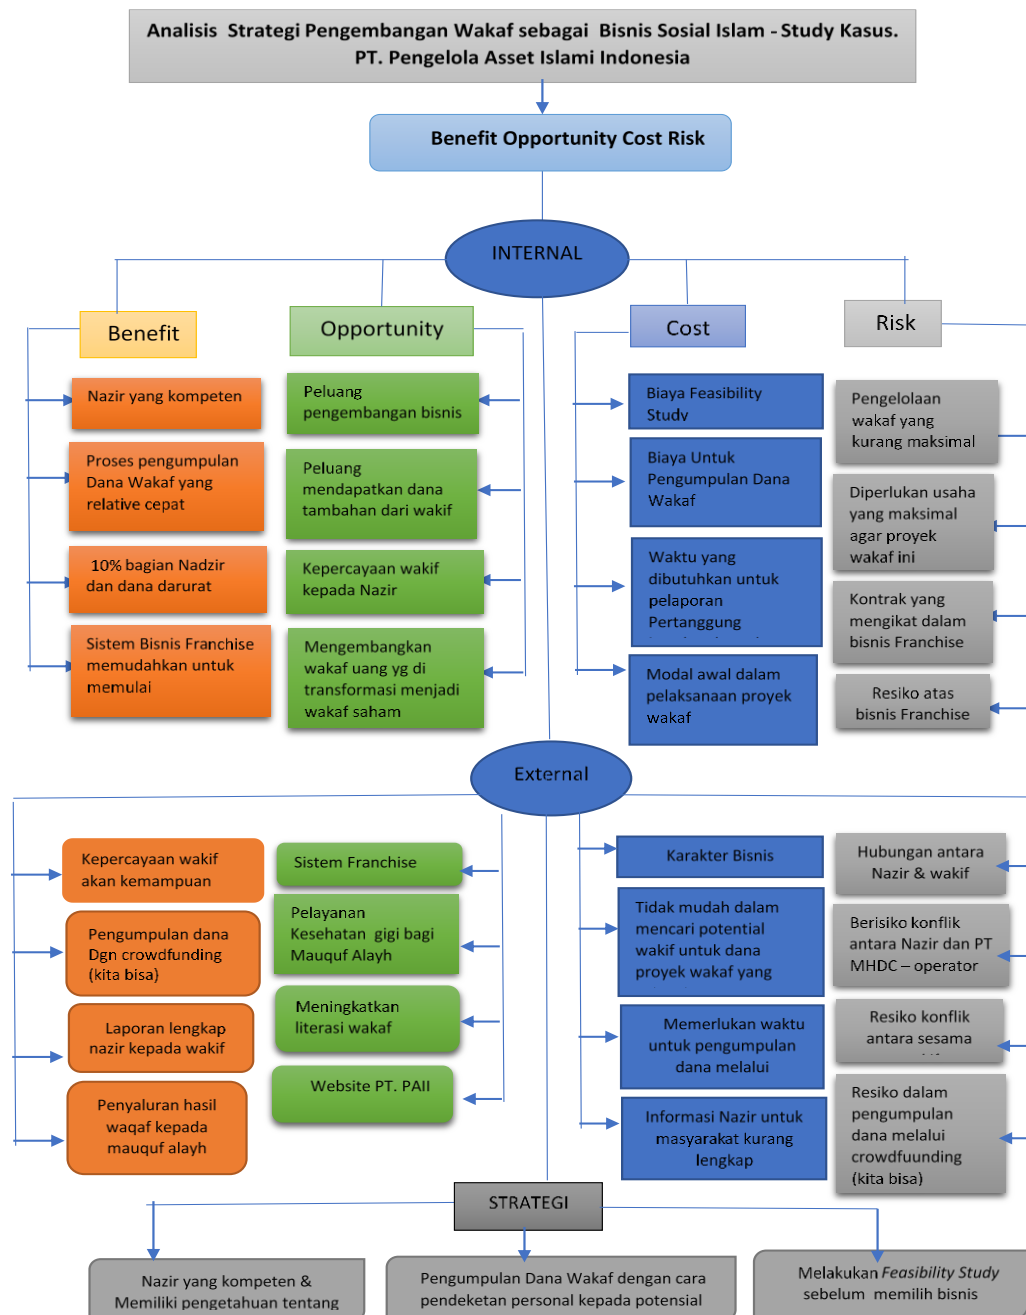 Analisis Strategi Pengembangan Wakaf sebagai Bisnis Sosial Islam - Study Kasus.
PT. Pengelola Asset Islami Indonesia
Benefit Opportunity Cost Risk
INTERNAL
Benefit
Opportunity
Cost
Risk
Nazir yang kompeten
Proses pengumpulan
Dana Wakaf yang
relative cepat
10% bagian Nadzir
dan dana darurat
Sistem Bisnis Franchise
memudahkan untuk
memulai
Peluang
pengembangan bisnis
Peluang
mendapatkan dana
tambahan dari wakif
Kepercayaan wakif
kepada Nazir
Mengembangkan
wakaf uang yg di
transformasi menjadi
wakaf saham
Biaya Feasibility
Study
Biaya Untuk
Pengumpulan Dana
Wakaf
Waktu yang
dibutuhkan untuk
pelaporan
Pertanggung
Modal awal dalam
pelaksanaan proyek
wakaf
Pengelolaan
wakaf yang
kurang maksimal
Diperlukan usaha
yang maksimal
agar proyek
wakaf ini
Kontrak yang
mengikat dalam
bisnis Franchise
Resiko atas
bisnis Franchise
External
Kepercayaan wakif
akan kemampuan
Pengumpulan dana
Dgn crowdfunding
(kita bisa)
Laporan lengkap
nazir kepada wakif
Penyaluran hasil
waqaf kepada
mauquf alayh
Sistem Franchise
Pelayanan
Kesehatan gigi bagi
Mauquf Alayh
Meningkatkan
literasi wakaf
Website PT. PAII
Karakter Bisnis
Tidak mudah dalam
mencari potential
wakif untuk dana
proyek wakaf yang
Memerlukan waktu
untuk pengumpulan
dana melalui
Informasi Nazir untuk
masyarakat kurang
lengkap
Hubungan antara
Nazir & wakif
Berisiko konflik
antara Nazir dan PT
MHDC – operator
Resiko konflik
antara sesama
Resiko dalam
pengumpulan
dana melalui
crowdfuunding
(kita bisa)
STRATEGI
Nazir yang kompeten &
Memiliki pengetahuan tentang
Pengumpulan Dana Wakaf dengan cara
pendeketan personal kepada potensial
Melakukan Feasibility Study
sebelum memilih bisnis